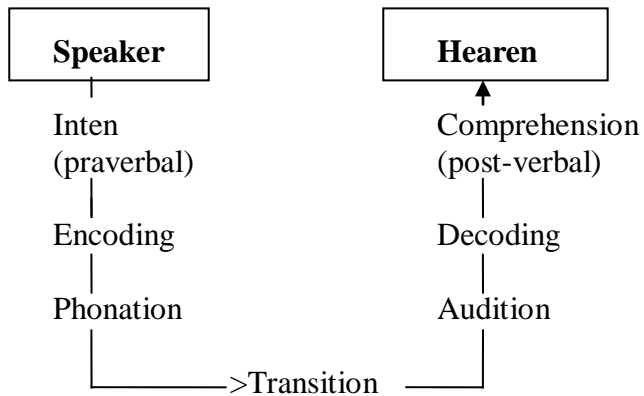 Speaker
Inten
(praverbal)
Encoding
Phonation
>Transition
Hearen
Comprehension
(post-verbal)
Decoding
Audition